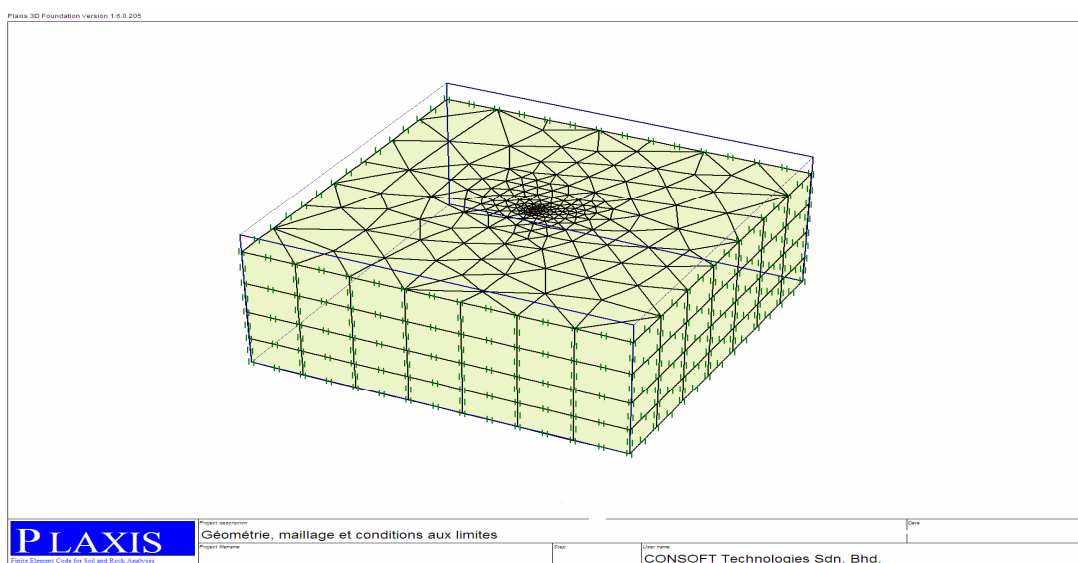 Plaxis 3D Foundation Version 1.6.0.205
PLAXIS
Finite Element Code for Soil and Rock Analyses
Project description
Géométrie, maillage et conditions aux limites
Date
Project filename
Step
User name
CONSOFT Technologies Sdn. Bhd.